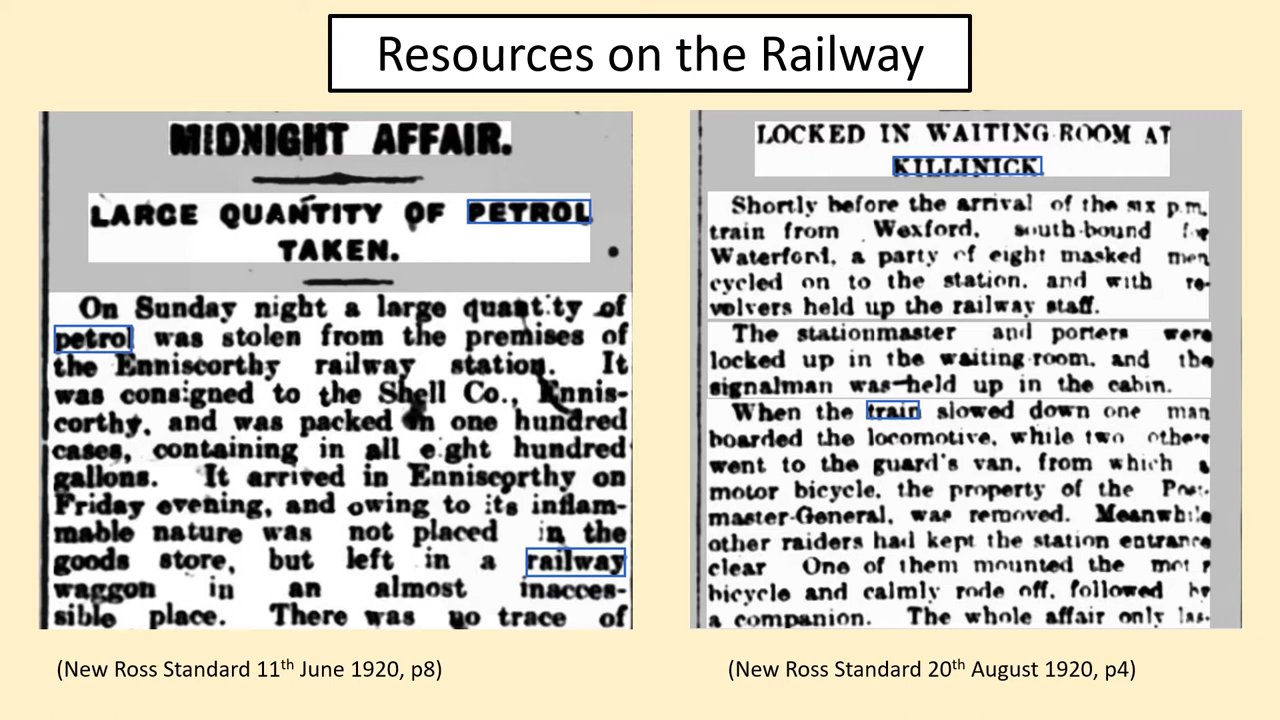 Resources on the Railway
MIDNIGHT AFFAIR.
LARGE QUANTITY OF PETROL
TAKEN.
On Sunday night a large quantity of
petrol was stolen from the premises of
the Enniscorthy railway station. It
was consigned to the Shell Co., Ennis-
corthy, and was packed in one hundred
cases, containing in all eight hundred
gallons. It arrived in Enniscorthy on
Friday evening, and owing to its inflam-
mable nature was not placed in the
goods store, but left in a railway
waggon in an almost inacces-
sible place. There was no trace of
(New Ross Standard 11th June 1920, p8)
LOCKED IN WAITING ROOM AT
KILLINICK.
Shortly before the arrival of the six p.m.
train from Wexford, south-bound for
Waterford, a party of eight masked men
cycled on to the station, and with re-
volvers held up the railway staff.
The stationmaster and porters were
locked up in the waiting-room, and the
signalman was held up in the cabin.
When the train slowed down one man
boarded the locomotive, while two others
went to the guard's van, from which a
motor bicycle, the property of the Post-
master-General, was removed. Meanwhile
other raiders had kept the station entrance
clear One of them mounted the motor
bicycle and calmly rode off, followed by
a companion. The whole affair only las-
(New Ross Standard 20th August 1920, p4)